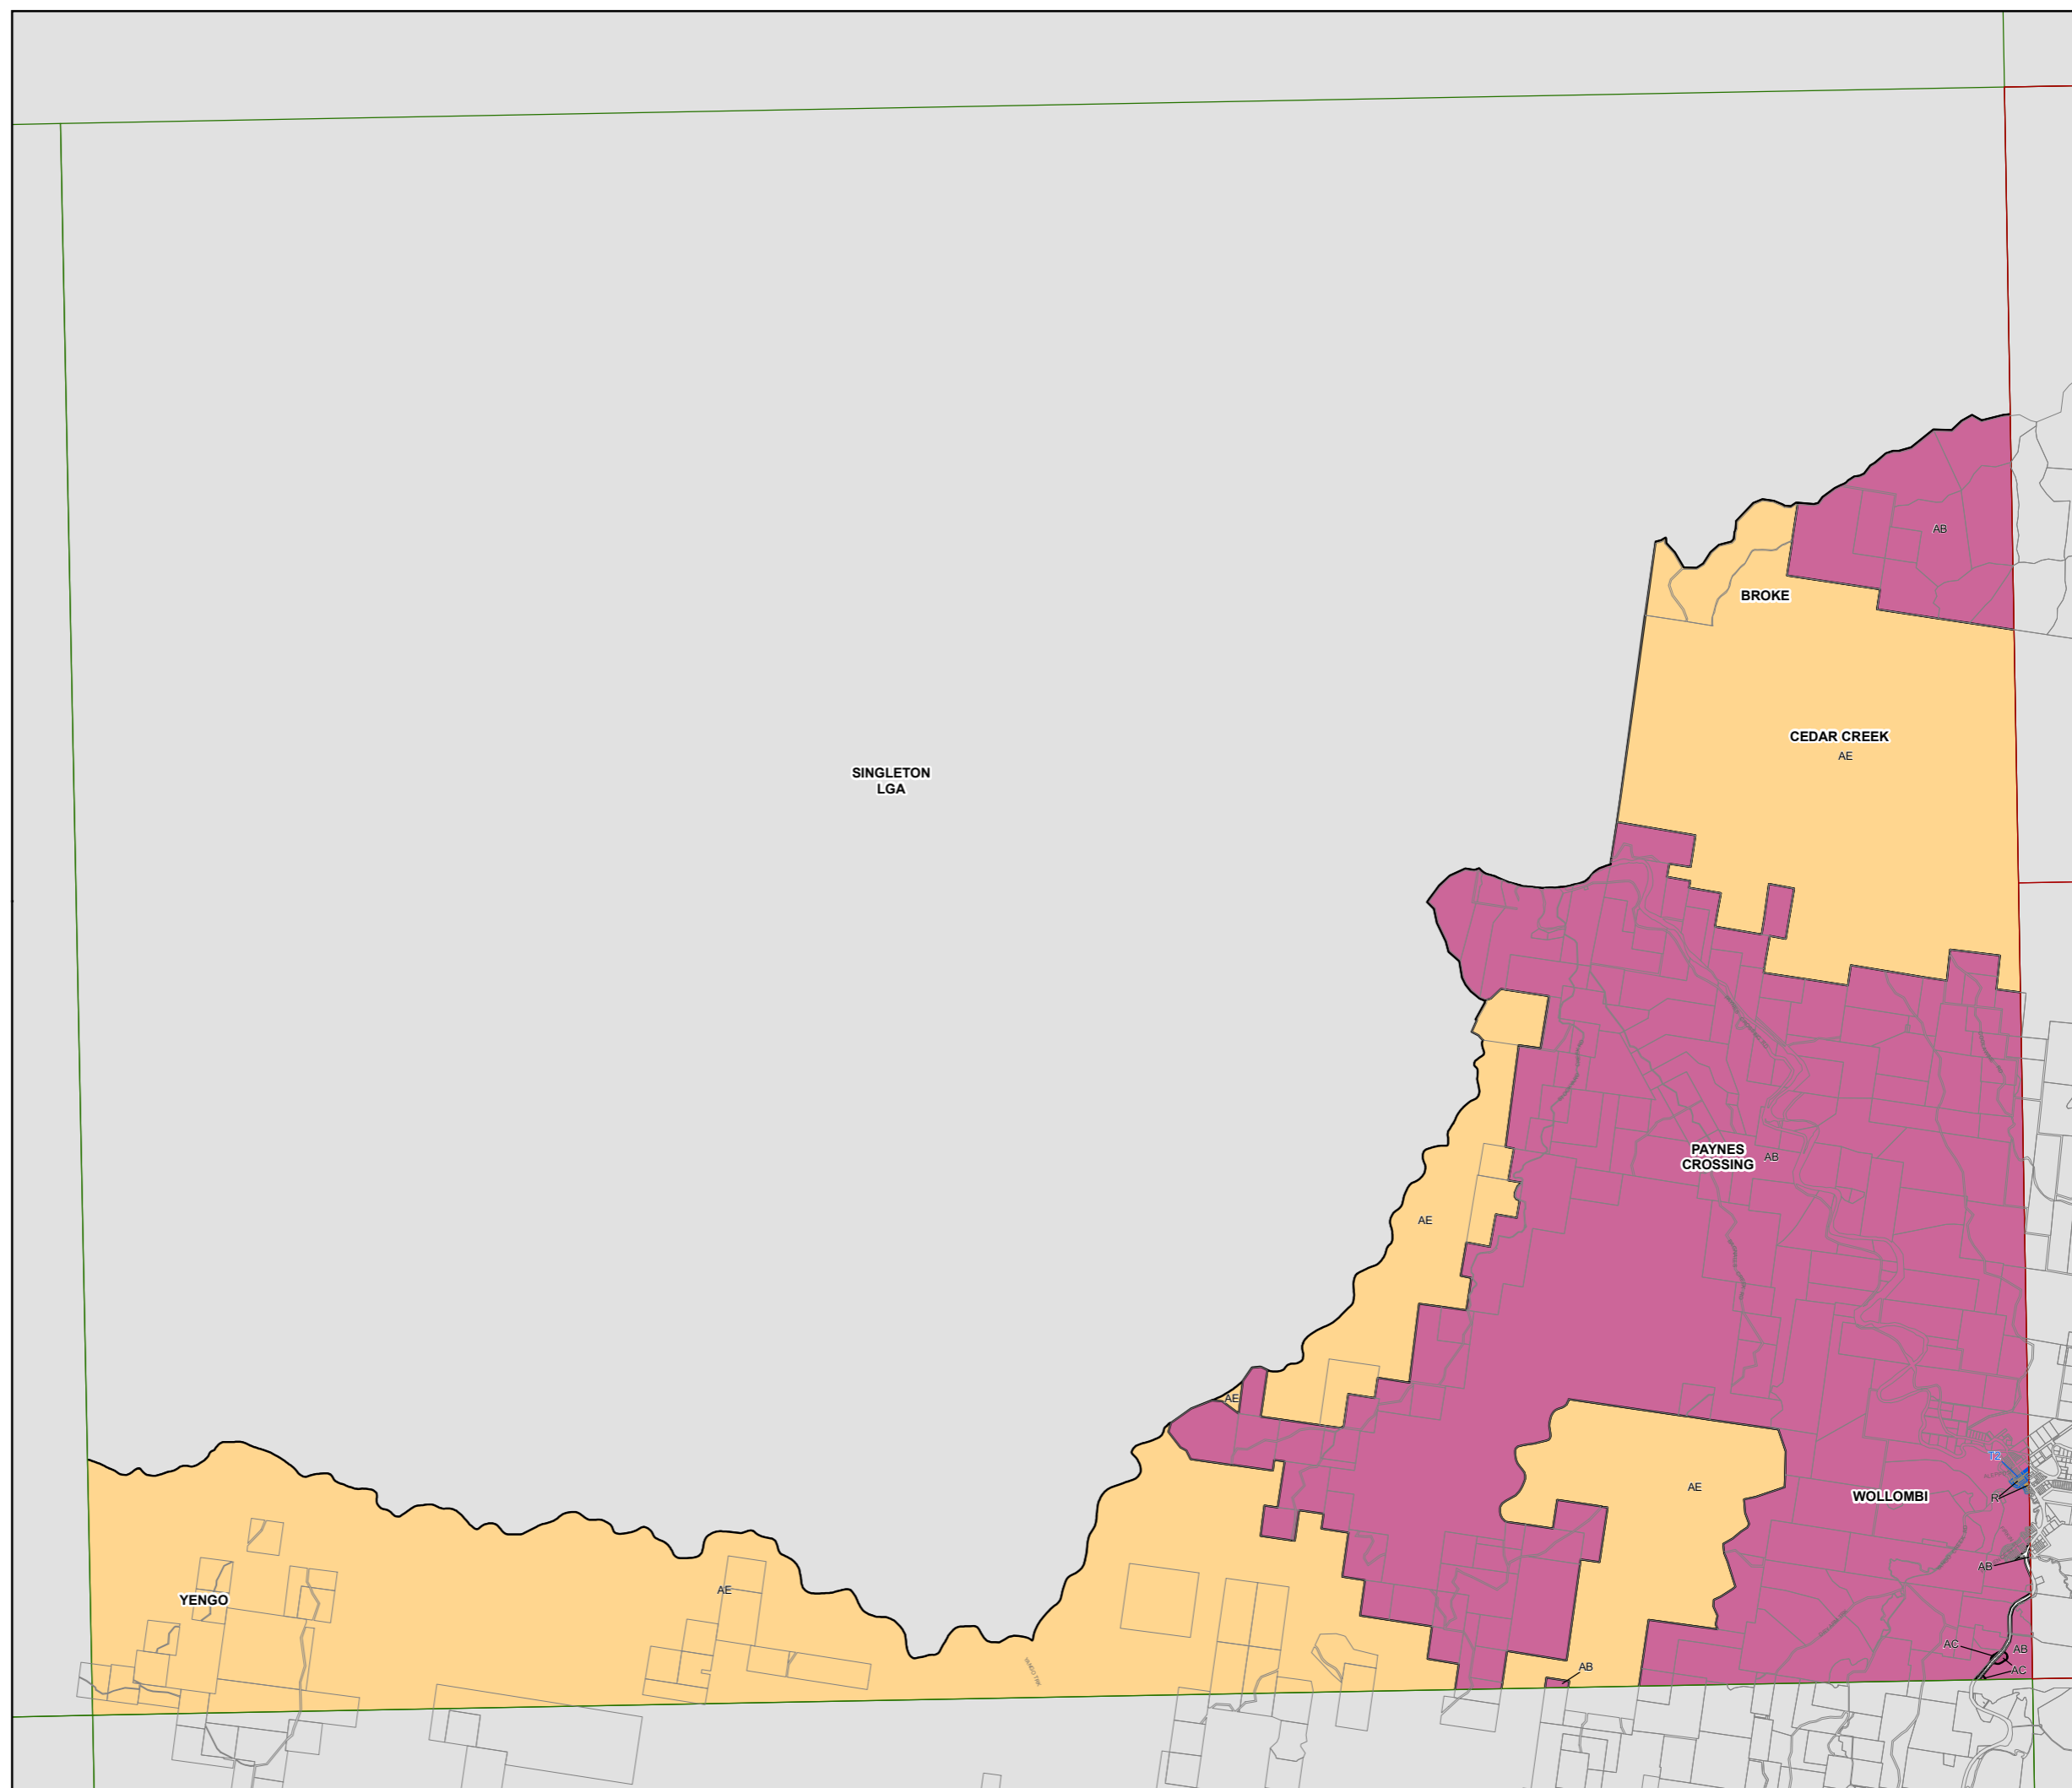 AB
BROKE
CEDAR CREEK
AE
SINGLETON
LGA
PAYNES
CROSSING
AB
AE
AE
T2
AE
WOLLOMBI
R
AB
AE
YENGO
AC
AB
AB
AC